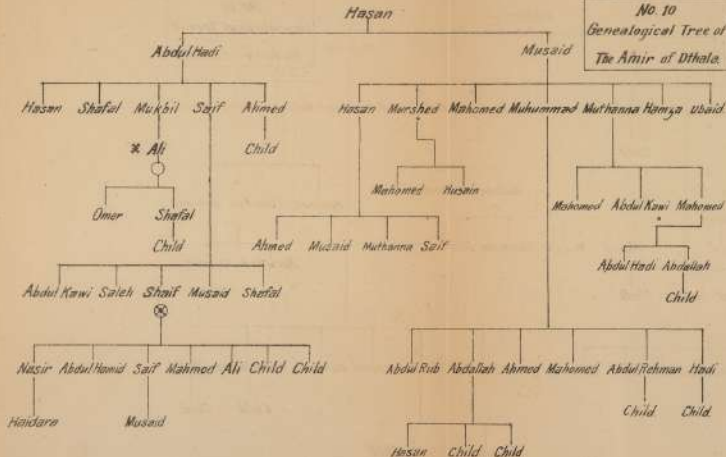 Hasan
No. 10
Genealogical Tree of
The Amir of Dthala.
Abdul Hadi Musaid
Hasan Shafal Mukbil Saif Ahmed Hasan Murshed Mahomed Muhummad Muthanna Hamza Ubaid
* Ali Child
Mahomed Husain
Omer Shafal Mahomed Abdul Kawi Mahomed
Child Ahmed Musaid Muthanna Saif
Abdul Hadi Abdallah
Abdul Kawi Saleh Shaif Musaid Shafal Child
Nasir Abdul Hamid Saif Mahmod Ali Child Child Abdul Rub Abdallah Ahmed Mahomed Abdul Rehman Hadi
Haidara Musaid Child Child.
Hasan Child Child